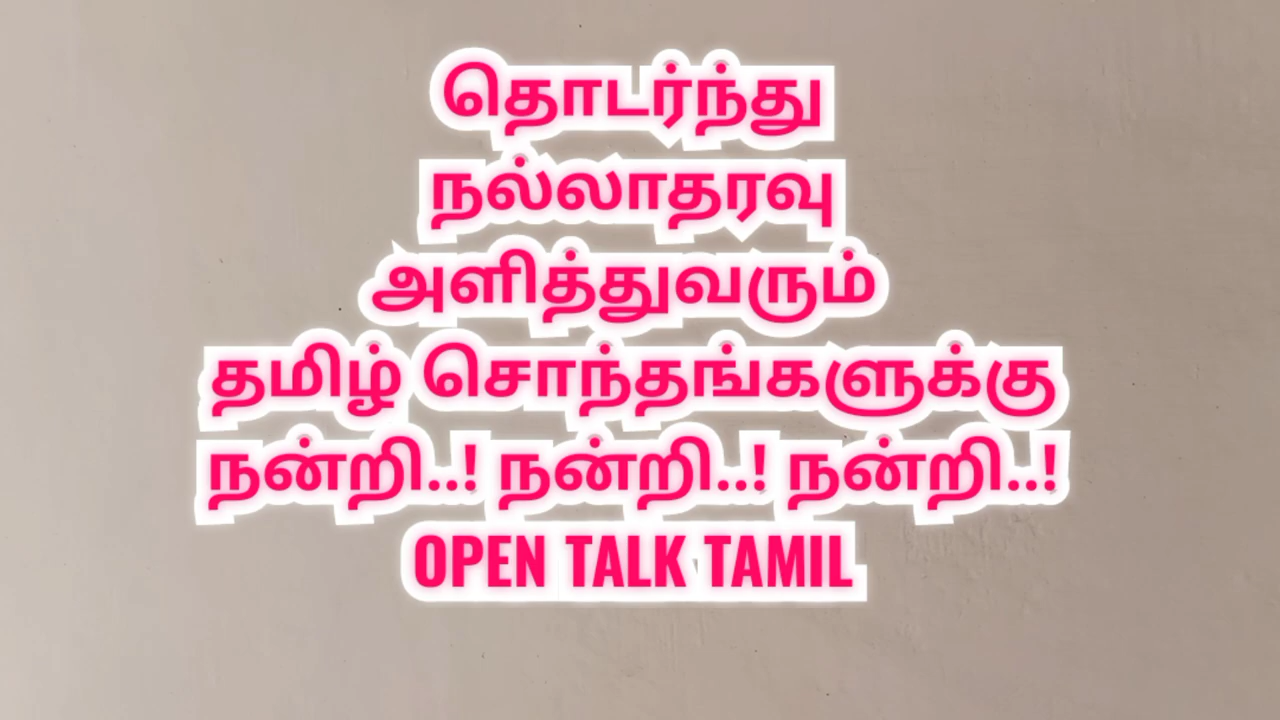 தொடர்ந்து
நல்லாதரவு
அளித்துவரும்
தமிழ் சொந்தங்களுக்கு
நன்றி..! நன்றி..! நன்றி..!
OPEN TALK TAMIL